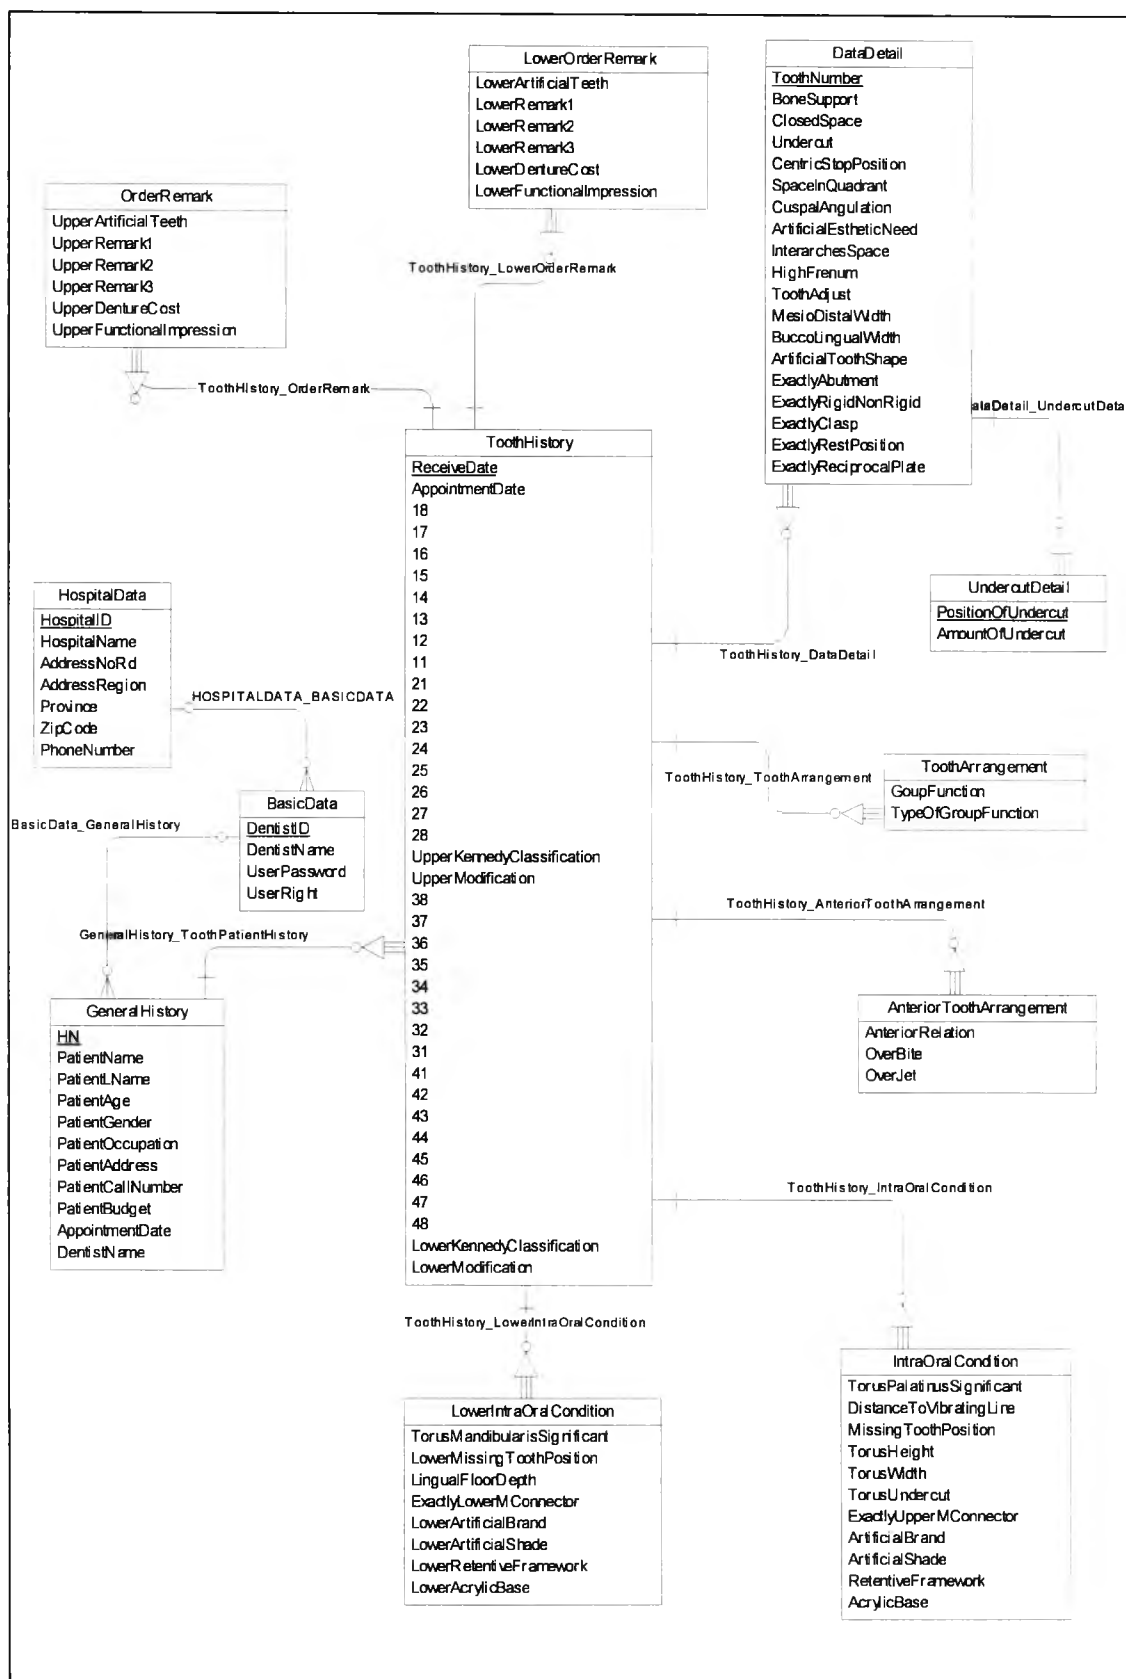 LowerOrderRemark
LowerArtificialTeeth
LowerRemark1
LowerRemark2
LowerRemark3
LowerDentureCost
LowerFunctionalImpression
DataDetail
ToothNumber
BoneSupport
ClosedSpace
Undercut
CentricStopPosition
SpaceInQuadrant
CuspalAngulation
ArtificialEstheticNeed
InterarchesSpace
HighFrenum
ToothAdjust
MesioDistalWidth
BuccoLingualWidth
ArtificialToothShape
ExactlyAbutment
ExactlyRigidNonRigid
ExactlyClasp
ExactlyRestPosition
ExactlyReciprocalPlate
OrderRemark
UpperArtificialTeeth
UpperRemark1
UpperRemark2
UpperRemark3
UpperDentureCost
UpperFunctionalImpression
ToothHistory_LowerOrderRemark
ToothHistory_OrderRemark
ataDetail_UndercutDeta
ToothHistory
ReceiveDate
AppointmentDate
18
17
16
15
14
13
12
11
21
22
23
24
25
26
27
28
UpperKennedyClassification
UpperModification
38
37
36
35
34
33
32
31
41
42
43
44
45
46
47
48
LowerKennedyClassification
LowerModification
UndercutDetail
PositionOfUndercut
AmountOfUndercut
ToothHistory_DataDetail
HospitalData
HospitalID
HospitalName
AddressNoRd
AddressRegion
Province
ZipCode
PhoneNumber
HOSPITALDATA_BASICDATA
ToothHistory_ToothArrangement
ToothArrangement
GoupFunction
TypeOfGroupFunction
BasicData
DentistID
DentistName
UserPassword
UserRight
BasicData_GeneralHistory
GeneralHistory_ToothPatientHistory
ToothHistory_AnteriorToothArrangement
AnteriorToothArrangement
AnteriorRelation
OverBite
OverJet
GeneralHistory
HN
PatientName
PatientLName
PatientAge
PatientGender
PatientOccupation
PatientAddress
PatientCallNumber
PatientBudget
AppointmentDate
DentistName
ToothHistory_IntraOralCondition
ToothHistory_LowerIntraOralCondition
LowerIntraOralCondition
TorusMandibularisSignificant
LowerMissingToothPosition
LingualFloorDepth
ExactlyLowerMConnector
LowerArtificialBrand
LowerArtificialShade
LowerRetentiveFramework
LowerAcrylicBase
IntraOralCondition
TorusPalatinusSignificant
DistanceToVibratingLine
MissingToothPosition
TorusHeight
TorusWidth
TorusUndercut
ExactlyUpperMConnector
ArtificialBrand
ArtificialShade
RetentiveFramework
AcrylicBase